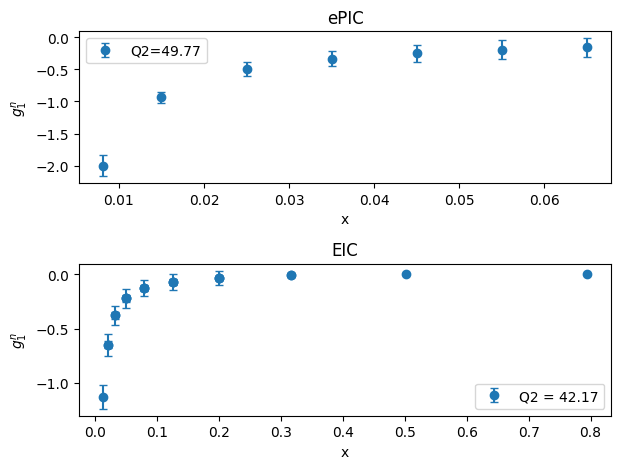 ePIC
Q2=49.77
0.0
−0.5
−1.0
−1.5
−2.0
g₁ⁿ
0.01 0.02 0.03 0.04 0.05 0.06
x
EIC
0.0
−0.5
−1.0
g₁ⁿ
Q2 = 42.17
0.0 0.1 0.2 0.3 0.4 0.5 0.6 0.7 0.8
x